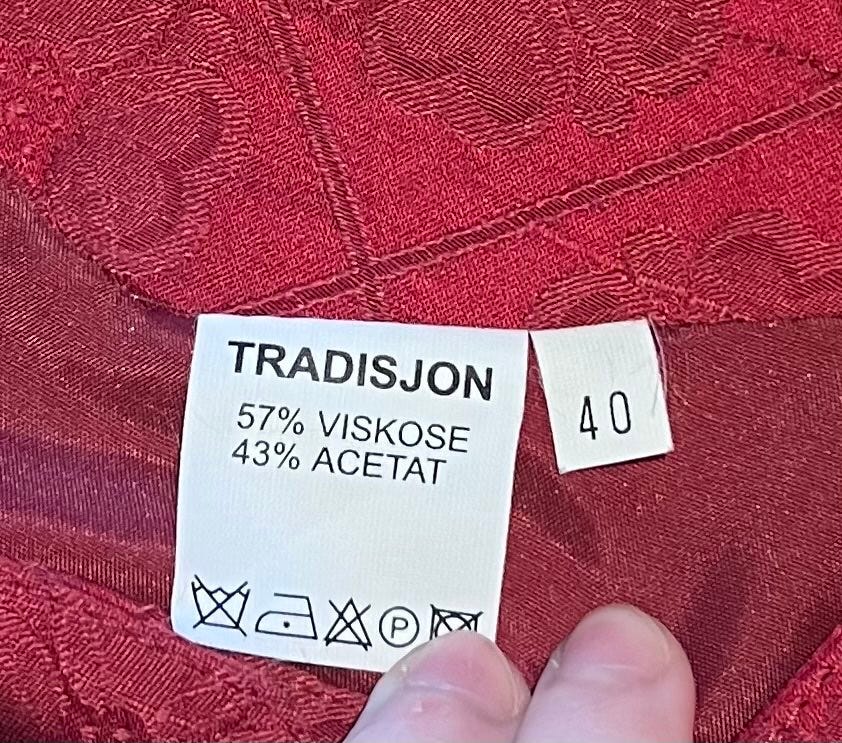 TRADISJON
57% VISKOSE
43% ACETAT
P
40